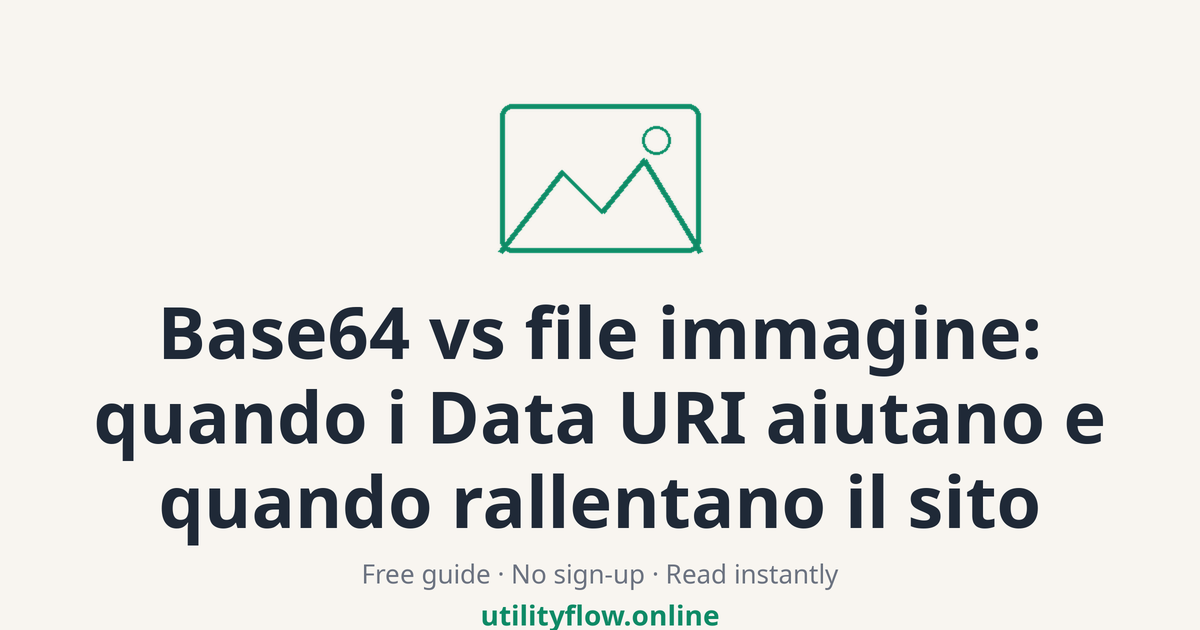 Base64 vs file immagine:
quando i Data URI aiutano e
quando rallentano il sito
Free guide · No sign-up · Read instantly
utilityflow.online